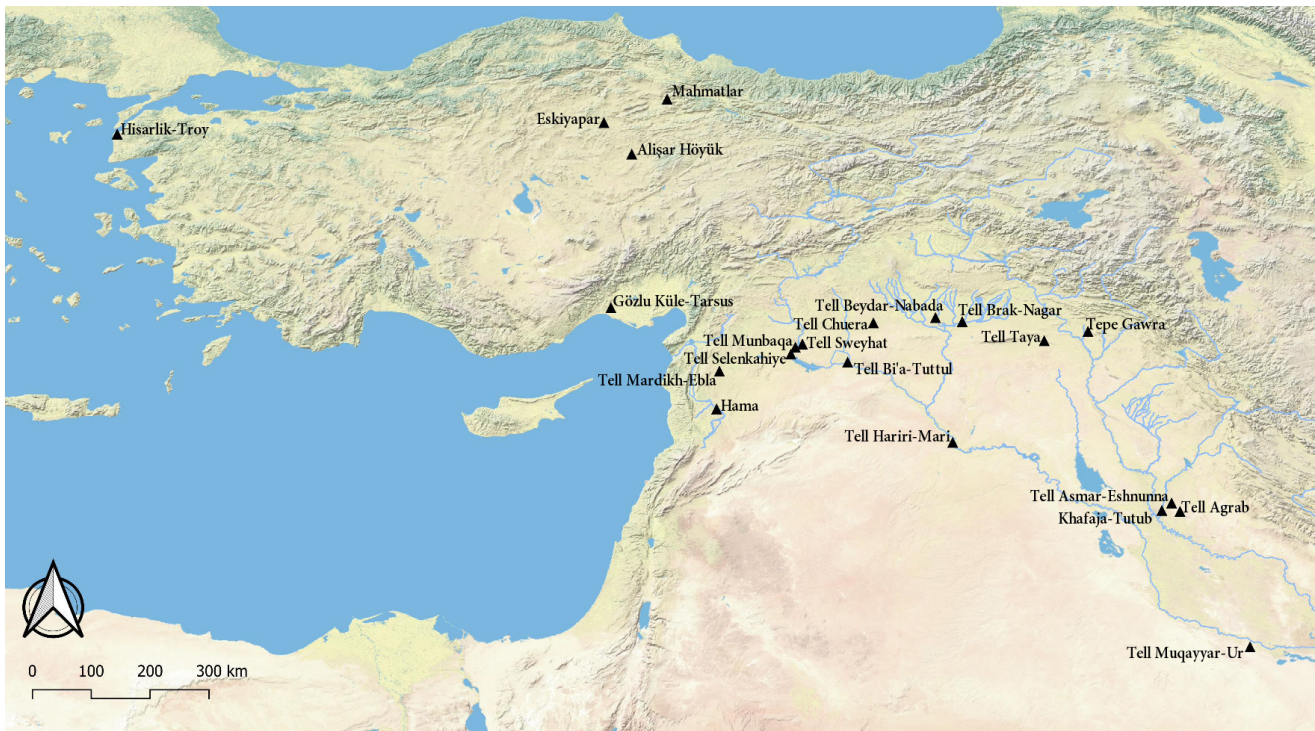 Mahmatlar
Eskiyapar
Hisarlik-Troy
Alişar Höyük
Gözlu Küle-Tarsus
Tell Beydar-Nabada
Tell Brak-Nagar
Tell Chuera
Tepe Gawra
Tell Munbaqa
Tell Sweyhat
Tell Taya
Tell Selenkahiye
Tell Bi'a-Tuttul
Tell Mardikh-Ebla
Hama
Tell Hariri-Mari
Tell Asmar-Eshnunna
Tell Agrab
Khafaja-Tutub
Tell Muqayyar-Ur
0 100 200 300 km